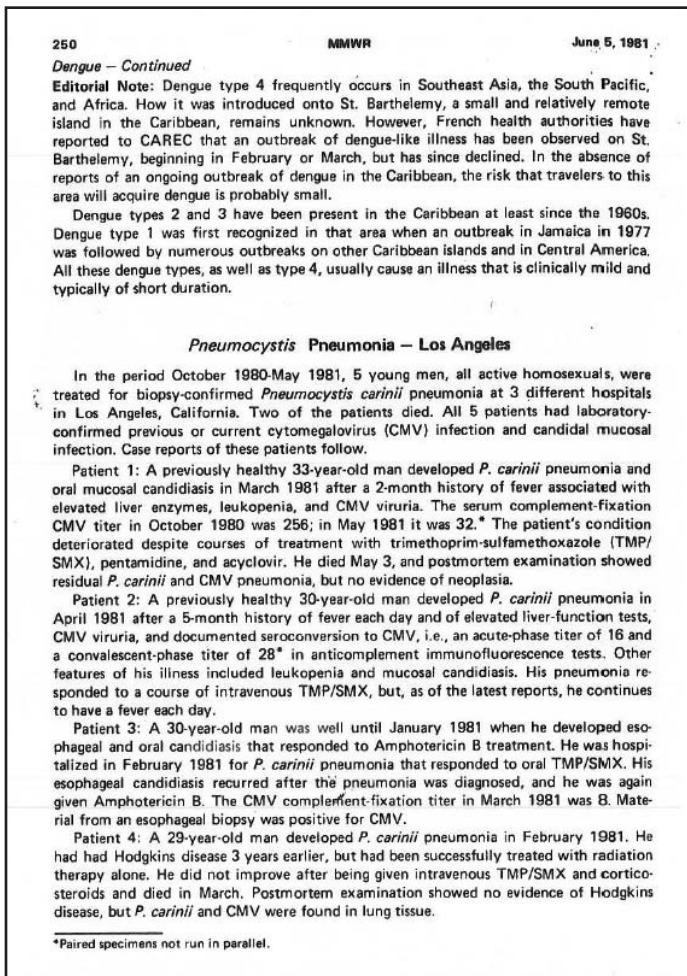 250 MMWR June 5, 1981
Dengue — Continued
Editorial Note: Dengue type 4 frequently occurs in Southeast Asia, the South Pacific,
and Africa. How it was introduced onto St. Barthelemy, a small and relatively remote
island in the Caribbean, remains unknown. However, French health authorities have
reported to CAREC that an outbreak of dengue-like illness has been observed on St.
Barthelemy, beginning in February or March, but has since declined. In the absence of
reports of an ongoing outbreak of dengue in the Caribbean, the risk that travelers to this
area will acquire dengue is probably small.
Dengue types 2 and 3 have been present in the Caribbean at least since the 1960s.
Dengue type 1 was first recognized in that area when an outbreak in Jamaica in 1977
was followed by numerous outbreaks on other Caribbean islands and in Central America.
All these dengue types, as well as type 4, usually cause an illness that is clinically mild and
typically of short duration.
Pneumocystis Pneumonia — Los Angeles
In the period October 1980-May 1981, 5 young men, all active homosexuals, were
treated for biopsy-confirmed Pneumocystis carinii pneumonia at 3 different hospitals
in Los Angeles, California. Two of the patients died. All 5 patients had laboratory-
confirmed previous or current cytomegalovirus (CMV) infection and candidal mucosal
infection. Case reports of these patients follow.
Patient 1: A previously healthy 33-year-old man developed P. carinii pneumonia and
oral mucosal candidiasis in March 1981 after a 2-month history of fever associated with
elevated liver enzymes, leukopenia, and CMV viruria. The serum complement-fixation
CMV titer in October 1980 was 256; in May 1981 it was 32.* The patient's condition
deteriorated despite courses of treatment with trimethoprim-sulfamethoxazole (TMP/
SMX), pentamidine, and acyclovir. He died May 3, and postmortem examination showed
residual P. carinii and CMV pneumonia, but no evidence of neoplasia.
Patient 2: A previously healthy 30-year-old man developed P. carinii pneumonia in
April 1981 after a 5-month history of fever each day and of elevated liver-function tests,
CMV viruria, and documented seroconversion to CMV, i.e., an acute-phase titer of 16 and
a convalescent-phase titer of 28* in anticomplement immunofluorescence tests. Other
features of his illness included leukopenia and mucosal candidiasis. His pneumonia re-
sponded to a course of intravenous TMP/SMX, but, as of the latest reports, he continues
to have a fever each day.
Patient 3: A 30-year-old man was well until January 1981 when he developed eso-
phageal and oral candidiasis that responded to Amphotericin B treatment. He was hospi-
talized in February 1981 for P. carinii pneumonia that responded to oral TMP/SMX. His
esophageal candidiasis recurred after the pneumonia was diagnosed, and he was again
given Amphotericin B. The CMV complement-fixation titer in March 1981 was 8. Mate-
rial from an esophageal biopsy was positive for CMV.
Patient 4: A 29-year-old man developed P. carinii pneumonia in February 1981. He
had had Hodgkins disease 3 years earlier, but had been successfully treated with radiation
therapy alone. He did not improve after being given intravenous TMP/SMX and cortico-
steroids and died in March. Postmortem examination showed no evidence of Hodgkins
disease, but P. carinii and CMV were found in lung tissue.
*Paired specimens not run in parallel.